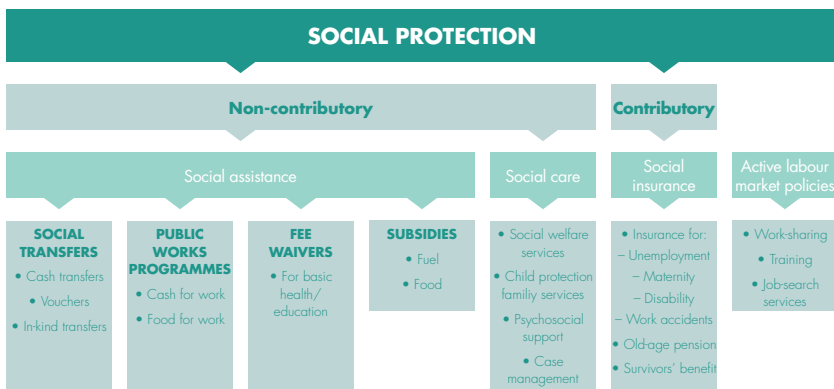 SOCIAL PROTECTION
Non-contributory
Contributory
Social assistance
Social care
Social
insurance
Active labour
market policies
SOCIAL
TRANSFERS
• Cash transfers
• Vouchers
• In-kind transfers
PUBLIC
WORKS
PROGRAMMES
• Cash for work
• Food for work
FEE
WAIVERS
• For basic
health/
education
SUBSIDIES
• Fuel
• Food
• Social welfare
services
• Child protection
familiy services
• Psychosocial
support
• Case
management
• Insurance for:
– Unemployment
– Maternity
– Disability
– Work accidents
• Old-age pension
• Survivors’ benefit
• Work-sharing
• Training
• Job-search
services